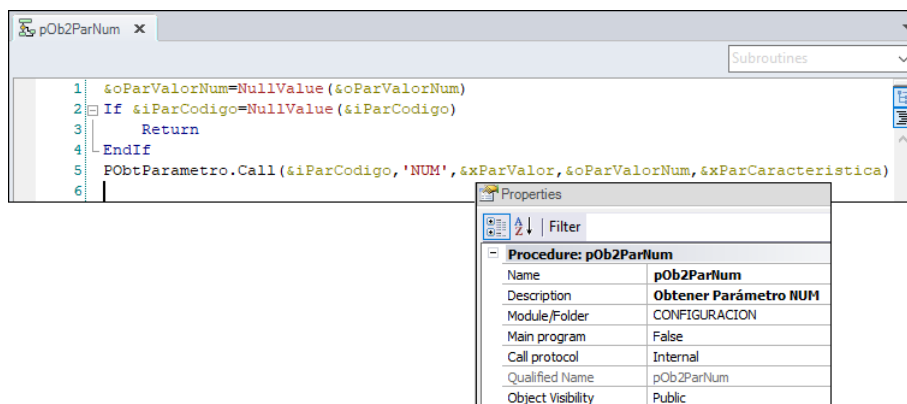 pOb2ParNum X
Subroutines
1 &oParValorNum=NullValue(&oParValorNum)
2 If &iParCodigo=NullValue(&iParCodigo)
3 Return
4 EndIf
5 PObtParametro.Call(&iParCodigo,'NUM',&xParValor,&oParValorNum,&xParCaracteristica)
6
Properties
Filter
Procedure: pOb2ParNum
Name pOb2ParNum
Description Obtener Parámetro NUM
Module/Folder CONFIGURACION
Main program False
Call protocol Internal
Qualified Name pOb2ParNum
Object Visibility Public